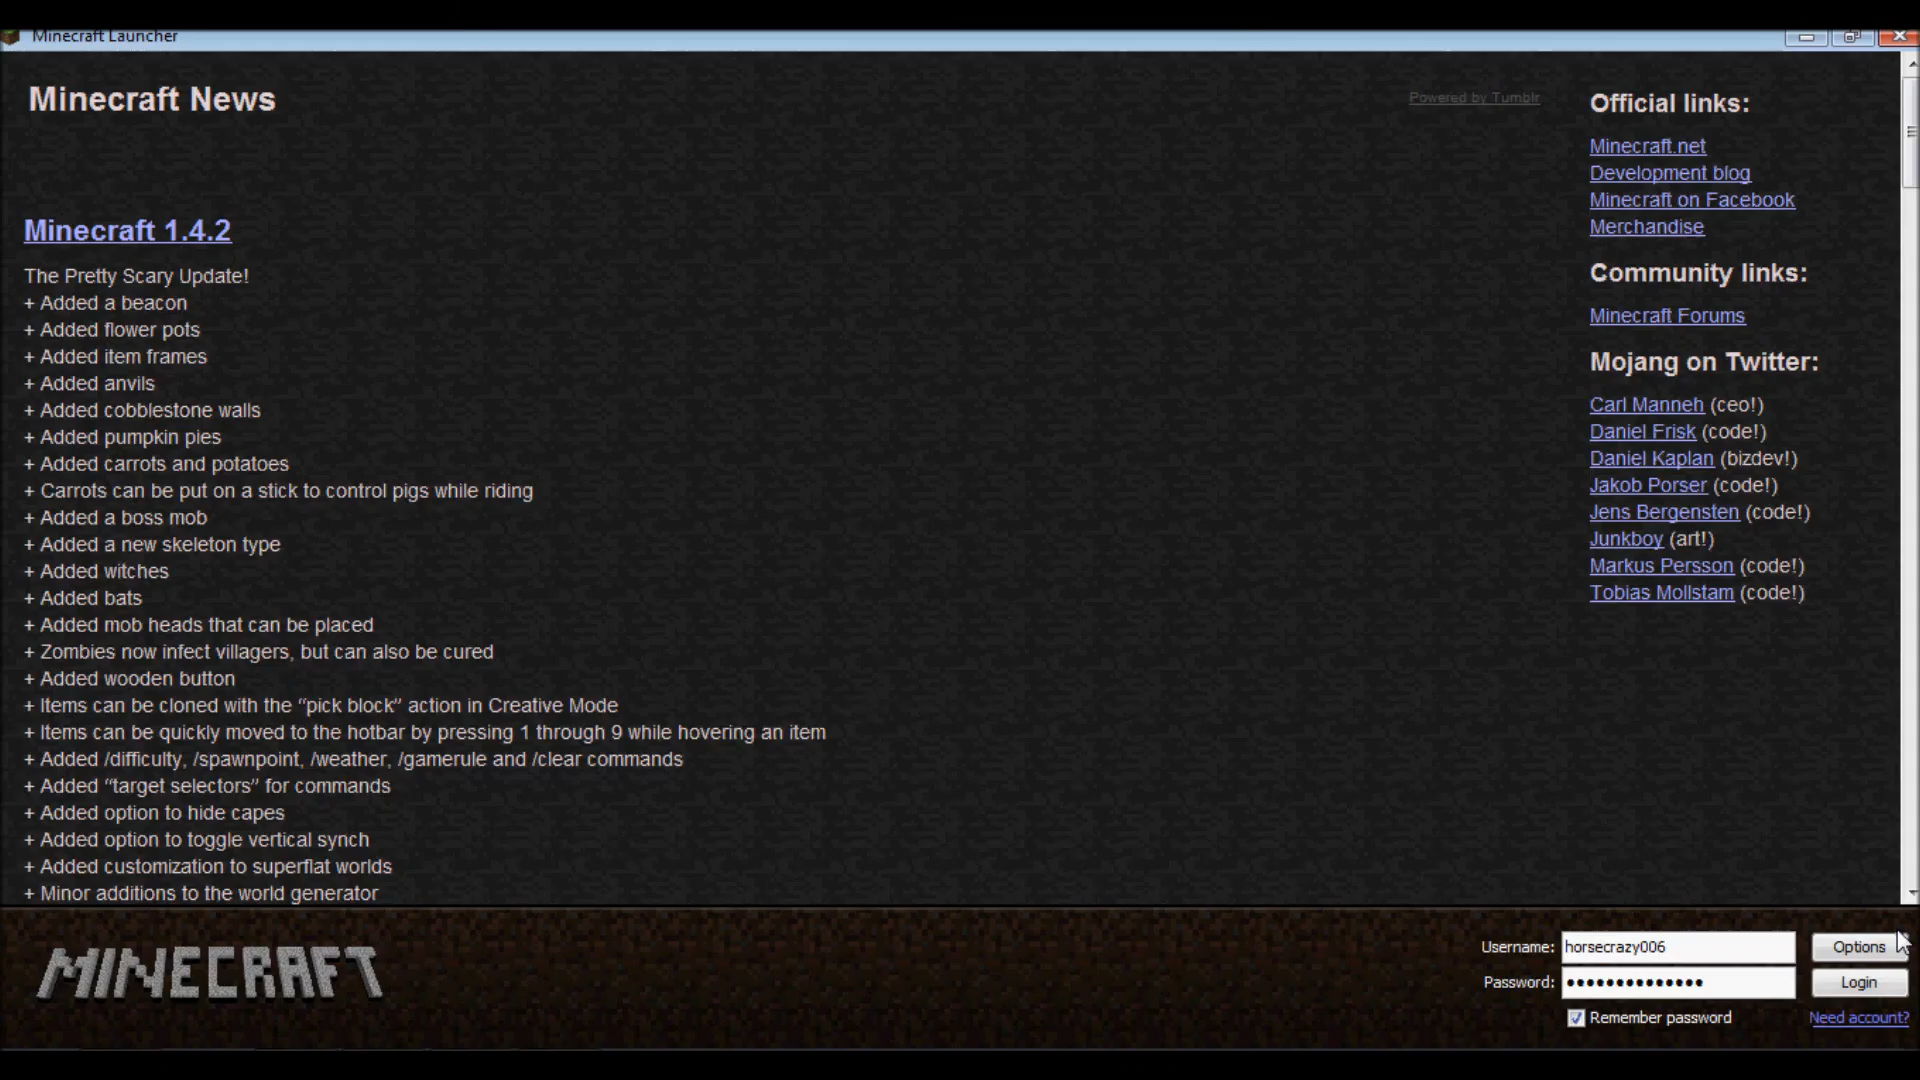 Minecraft Launcher
Minecraft News
Powered by Tumblr
Minecraft 1.4.2
The Pretty Scary Update!
+ Added a beacon
+ Added flower pots
+ Added item frames
+ Added anvils
+ Added cobblestone walls
+ Added pumpkin pies
+ Added carrots and potatoes
+ Carrots can be put on a stick to control pigs while riding
+ Added a boss mob
+ Added a new skeleton type
+ Added witches
+ Added bats
+ Added mob heads that can be placed
+ Zombies now infect villagers, but can also be cured
+ Added wooden button
+ Items can be cloned with the “pick block” action in Creative Mode
+ Items can be quickly moved to the hotbar by pressing 1 through 9 while hovering an item
+ Added /difficulty, /spawnpoint, /weather, /gamerule and /clear commands
+ Added “target selectors” for commands
+ Added option to hide capes
+ Added option to toggle vertical synch
+ Added customization to superflat worlds
+ Minor additions to the world generator
Official links:
Minecraft.net
Development blog
Minecraft on Facebook
Merchandise
Community links:
Minecraft Forums
Mojang on Twitter:
Carl Manneh (ceo!)
Daniel Frisk (code!)
Daniel Kaplan (bizdev!)
Jakob Porser (code!)
Jens Bergensten (code!)
Junkboy (art!)
Markus Persson (code!)
Tobias Mollstam (code!)
MINECRAFT
Username: horsecrazy006 Options
Password: •••••••••••••• Login
Remember password Need account?